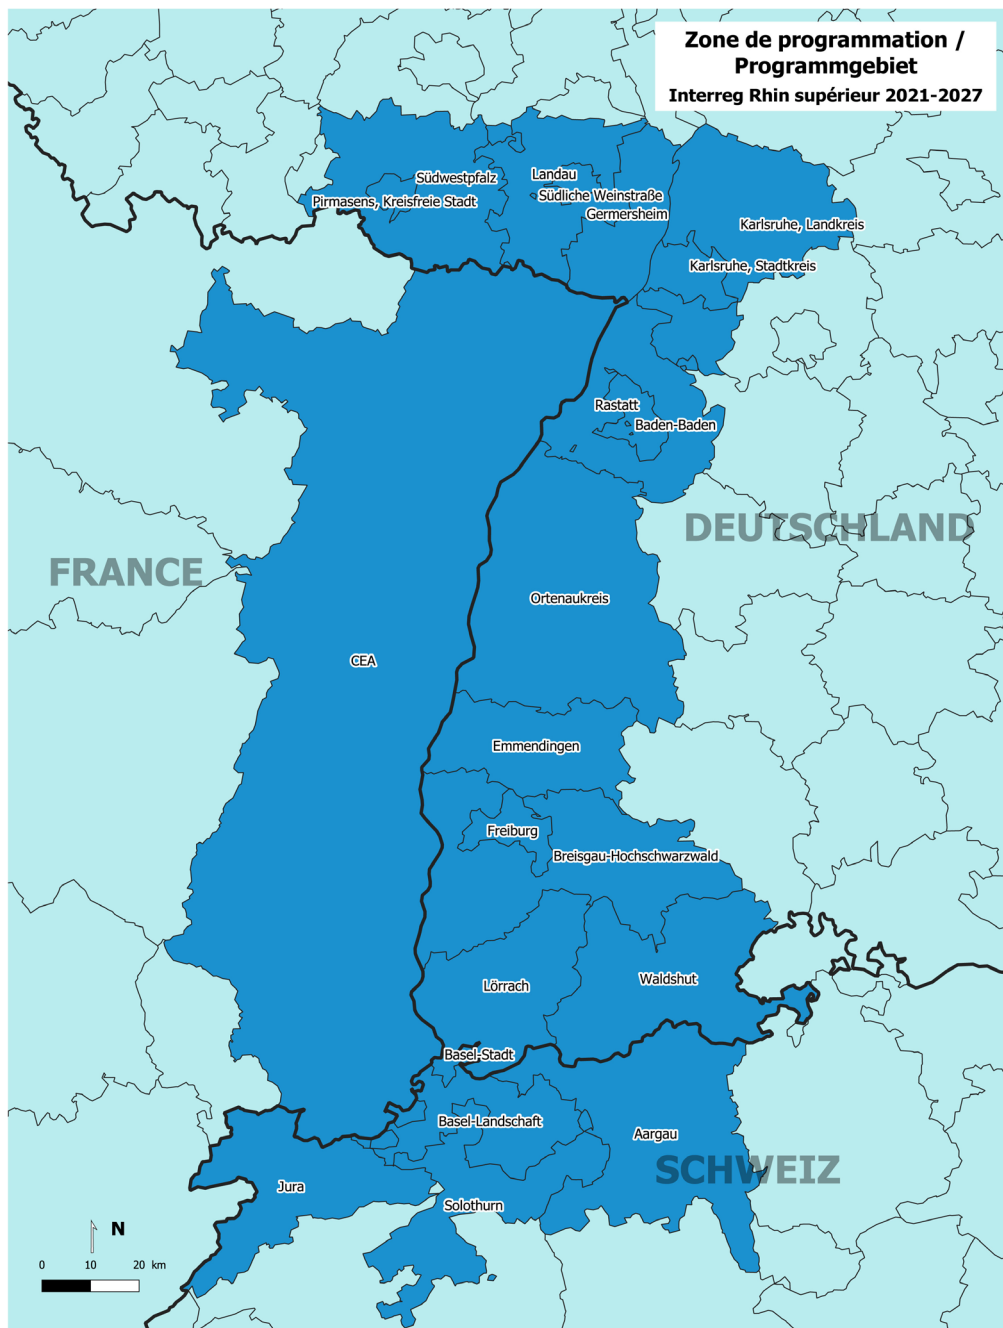 Zone de programmation /
Programmgebiet
Interreg Rhin supérieur 2021-2027
Südwestpfalz
Landau
Pirmasens, Kreisfreie Stadt
Südliche Weinstraße
Germersheim
Karlsruhe, Landkreis
Karlsruhe, Stadtkreis
Rastatt
Baden-Baden
DEUTSCHLAND
FRANCE
Ortenaukreis
CEA
Emmendingen
Freiburg
Breisgau-Hochschwarzwald
Lörrach
Waldshut
Basel-Stadt
Basel-Landschaft
Aargau
SCHWEIZ
Jura
Solothurn
N
0 10 20 km